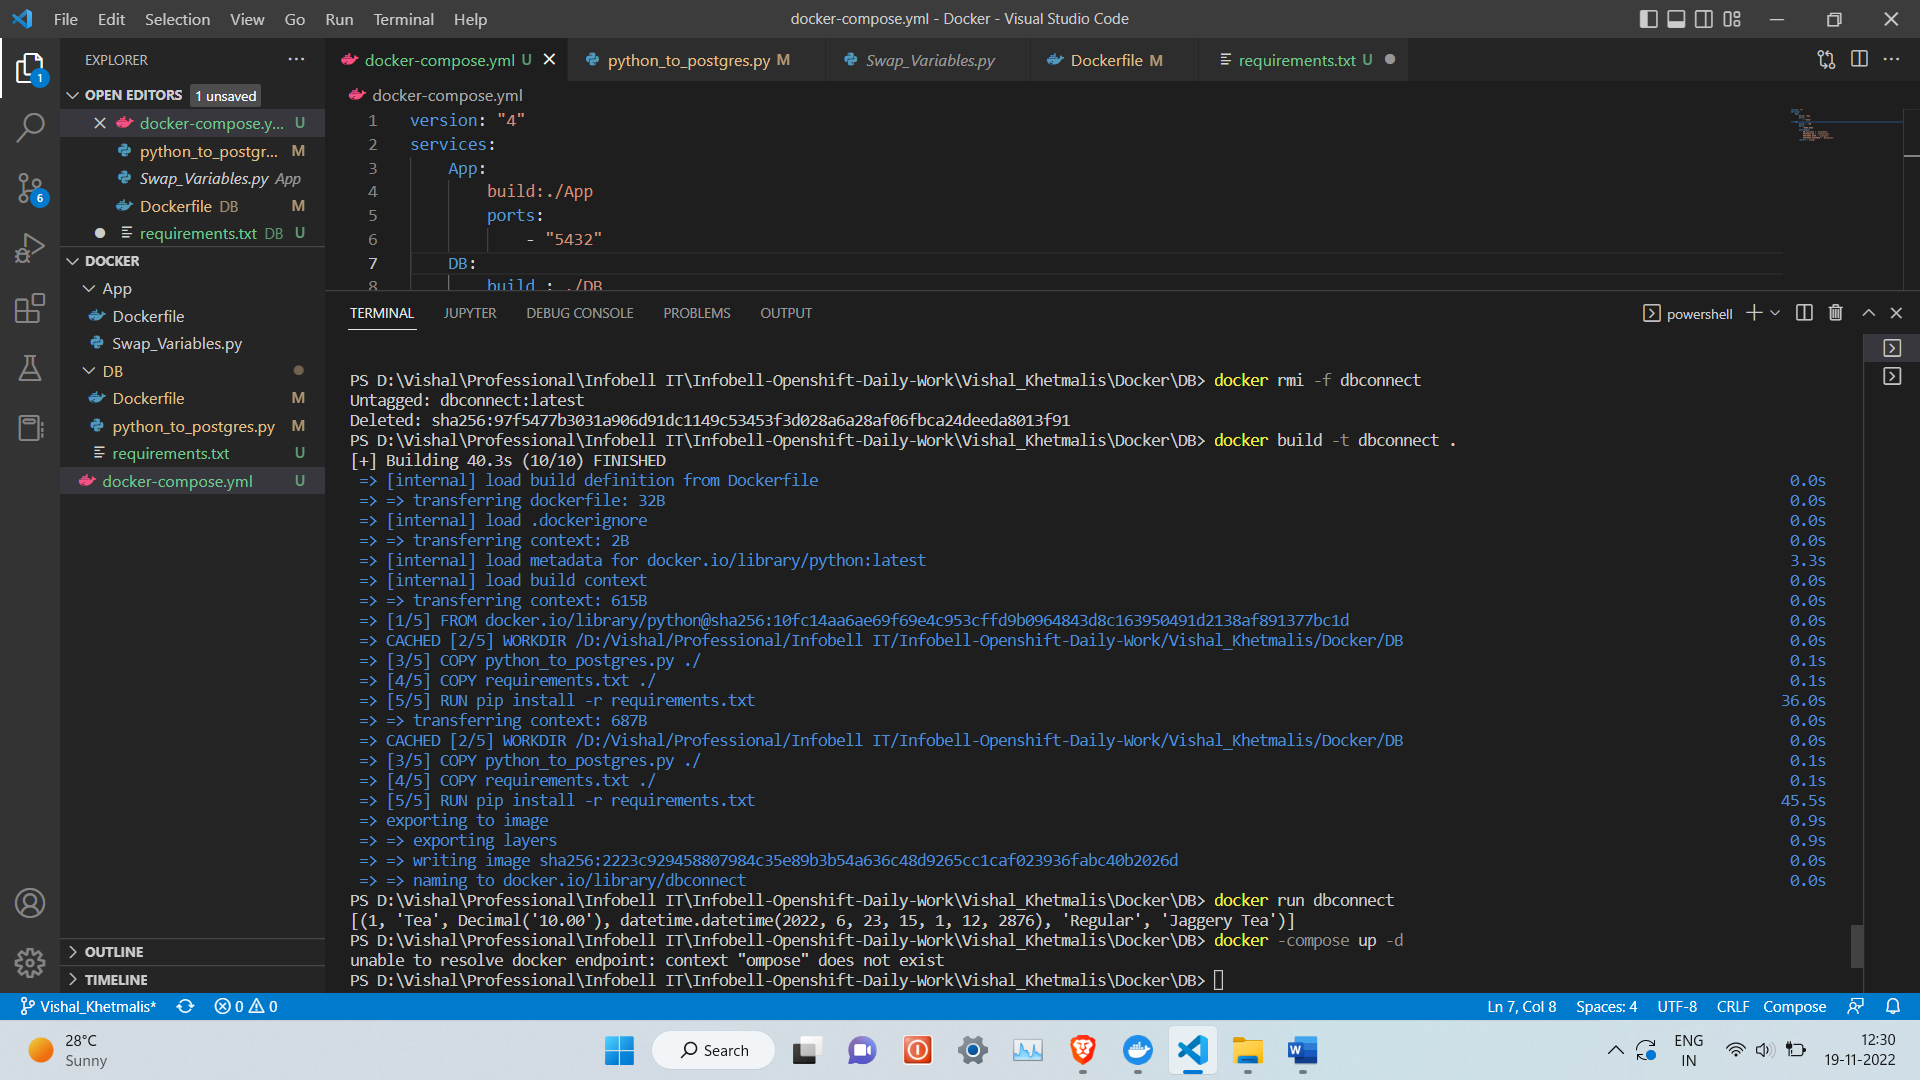 File Edit Selection View Go Run Terminal Help
docker-compose.yml - Docker - Visual Studio Code
EXPLORER
OPEN EDITORS 1 unsaved
docker-compose.y... U
python_to_postgr... M
Swap_Variables.py App
Dockerfile DB M
requirements.txt DB U
DOCKER
App
Dockerfile
Swap_Variables.py
DB
Dockerfile M
python_to_postgres.py M
requirements.txt U
docker-compose.yml U
OUTLINE
TIMELINE
1
6
docker-compose.yml U
python_to_postgres.py M
Swap_Variables.py
Dockerfile M
requirements.txt U
docker-compose.yml
1 version: "4"
2 services:
3 App:
4 build:./App
5 ports:
6 - "5432"
7 DB:
8 build : ./DB
TERMINAL JUPYTER DEBUG CONSOLE PROBLEMS OUTPUT
powershell
PS D:\Vishal\Professional\Infobell IT\Infobell-Openshift-Daily-Work\Vishal_Khetmalis\Docker\DB> docker rmi -f dbconnect
Untagged: dbconnect:latest
Deleted: sha256:97f5477b3031a906d91dc1149c53453f3d028a6a28af06fbca24deeda8013f91
PS D:\Vishal\Professional\Infobell IT\Infobell-Openshift-Daily-Work\Vishal_Khetmalis\Docker\DB> docker build -t dbconnect .
[+] Building 40.3s (10/10) FINISHED
=> [internal] load build definition from Dockerfile 0.0s
=> => transferring dockerfile: 32B 0.0s
=> [internal] load .dockerignore 0.0s
=> => transferring context: 2B 0.0s
=> [internal] load metadata for docker.io/library/python:latest 3.3s
=> [internal] load build context 0.0s
=> => transferring context: 615B 0.0s
=> [1/5] FROM docker.io/library/python@sha256:10fc14aa6ae69f69e4c953cffd9b0964843d8c163950491d2138af891377bc1d 0.0s
=> CACHED [2/5] WORKDIR /D:/Vishal/Professional/Infobell IT/Infobell-Openshift-Daily-Work/Vishal_Khetmalis/Docker/DB 0.0s
=> [3/5] COPY python_to_postgres.py ./ 0.1s
=> [4/5] COPY requirements.txt ./ 0.1s
=> [5/5] RUN pip install -r requirements.txt 36.0s
=> => transferring context: 687B 0.0s
=> CACHED [2/5] WORKDIR /D:/Vishal/Professional/Infobell IT/Infobell-Openshift-Daily-Work/Vishal_Khetmalis/Docker/DB 0.0s
=> [3/5] COPY python_to_postgres.py ./ 0.1s
=> [4/5] COPY requirements.txt ./ 0.1s
=> [5/5] RUN pip install -r requirements.txt 45.5s
=> exporting to image 0.9s
=> => exporting layers 0.9s
=> => writing image sha256:2223c929458807984c35e89b3b54a636c48d9265cc1caf023936fabc40b2026d 0.0s
=> => naming to docker.io/library/dbconnect 0.0s
PS D:\Vishal\Professional\Infobell IT\Infobell-Openshift-Daily-Work\Vishal_Khetmalis\Docker\DB> docker run dbconnect
[(1, 'Tea', Decimal('10.00'), datetime.datetime(2022, 6, 23, 15, 1, 12, 2876), 'Regular', 'Jaggery Tea')]
PS D:\Vishal\Professional\Infobell IT\Infobell-Openshift-Daily-Work\Vishal_Khetmalis\Docker\DB> docker -compose up -d
unable to resolve docker endpoint: context "ompose" does not exist
PS D:\Vishal\Professional\Infobell IT\Infobell-Openshift-Daily-Work\Vishal_Khetmalis\Docker\DB>
Vishal_Khetmalis* 0 0 Ln 7, Col 8 Spaces: 4 UTF-8 CRLF Compose
28°C
Sunny
Search
ENG
IN
12:30
19-11-2022